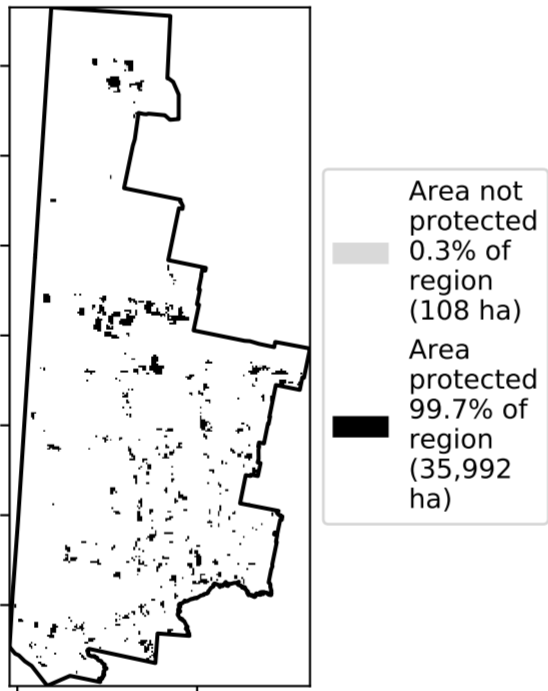 Area not
protected
0.3% of
region
(108 ha)
Area
protected
99.7% of
region
(35,992
ha)